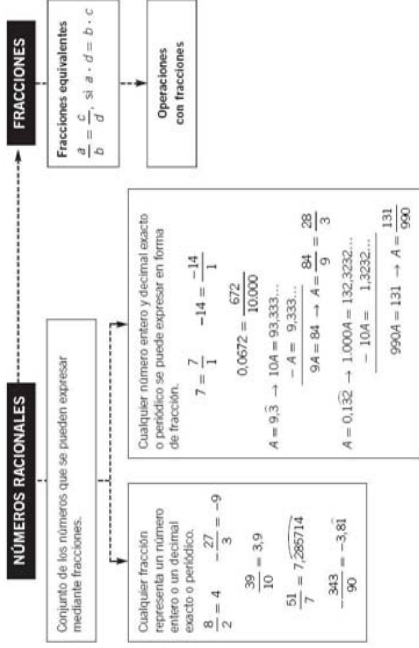 NÚMEROS RACIONALES
FRACCIONES
Conjunto de los números que se pueden expresar
mediante fracciones.
Fracciones equivalentes
a/b = c/d, si a · d = b · c
Operaciones
con fracciones
Cualquier fracción
representa un número
entero o un decimal
exacto o periódico.
8/2 = 4 -27/3 = -9
39/10 = 3,9
51/7 = 7,285714
-343/90 = -3,81
Cualquier número entero y decimal exacto
o periódico se puede expresar en forma
de fracción.
7 = 7/1 -14 = -14/1
0,0672 = 672/10.000
A = 9,3 → 10A = 93,333...
- A = 9,333...
9A = 84 → A = 84/9 = 28/3
A = 0,132 → 1.000A = 132,3232...
- 10A = 1,3232...
990A = 131 → A = 131/990